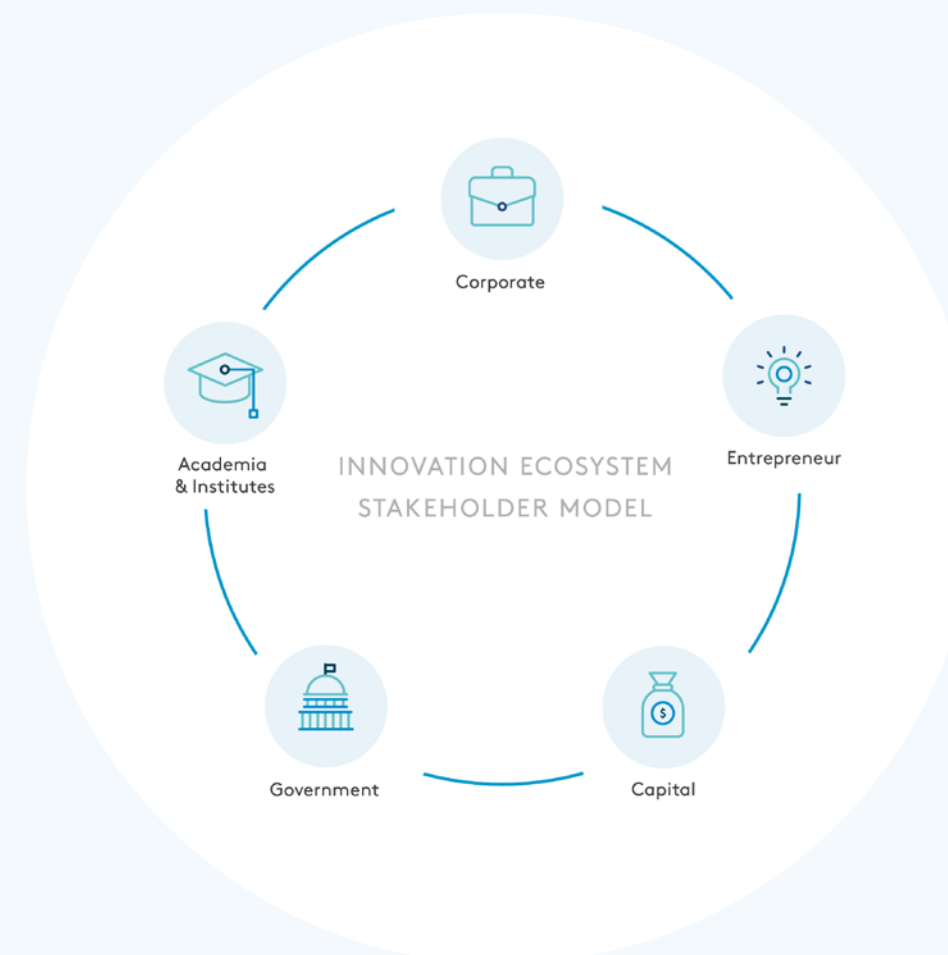 Corporate
Entrepreneur
Academia
& Institutes
INNOVATION ECOSYSTEM
STAKEHOLDER MODEL
$
Government
Capital